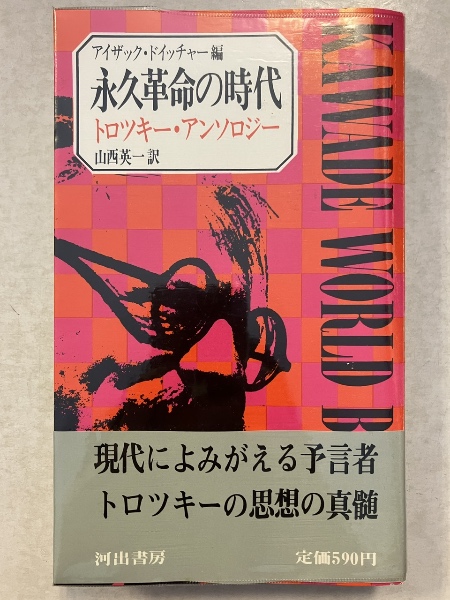 アイザック・ドイッチャー編
永久革命の時代
トロツキー・アンソロジー
山西英一訳
KAWADE WORLD B
現代によみがえる予言者
トロツキーの思想の真髄
河出書房
定価590円